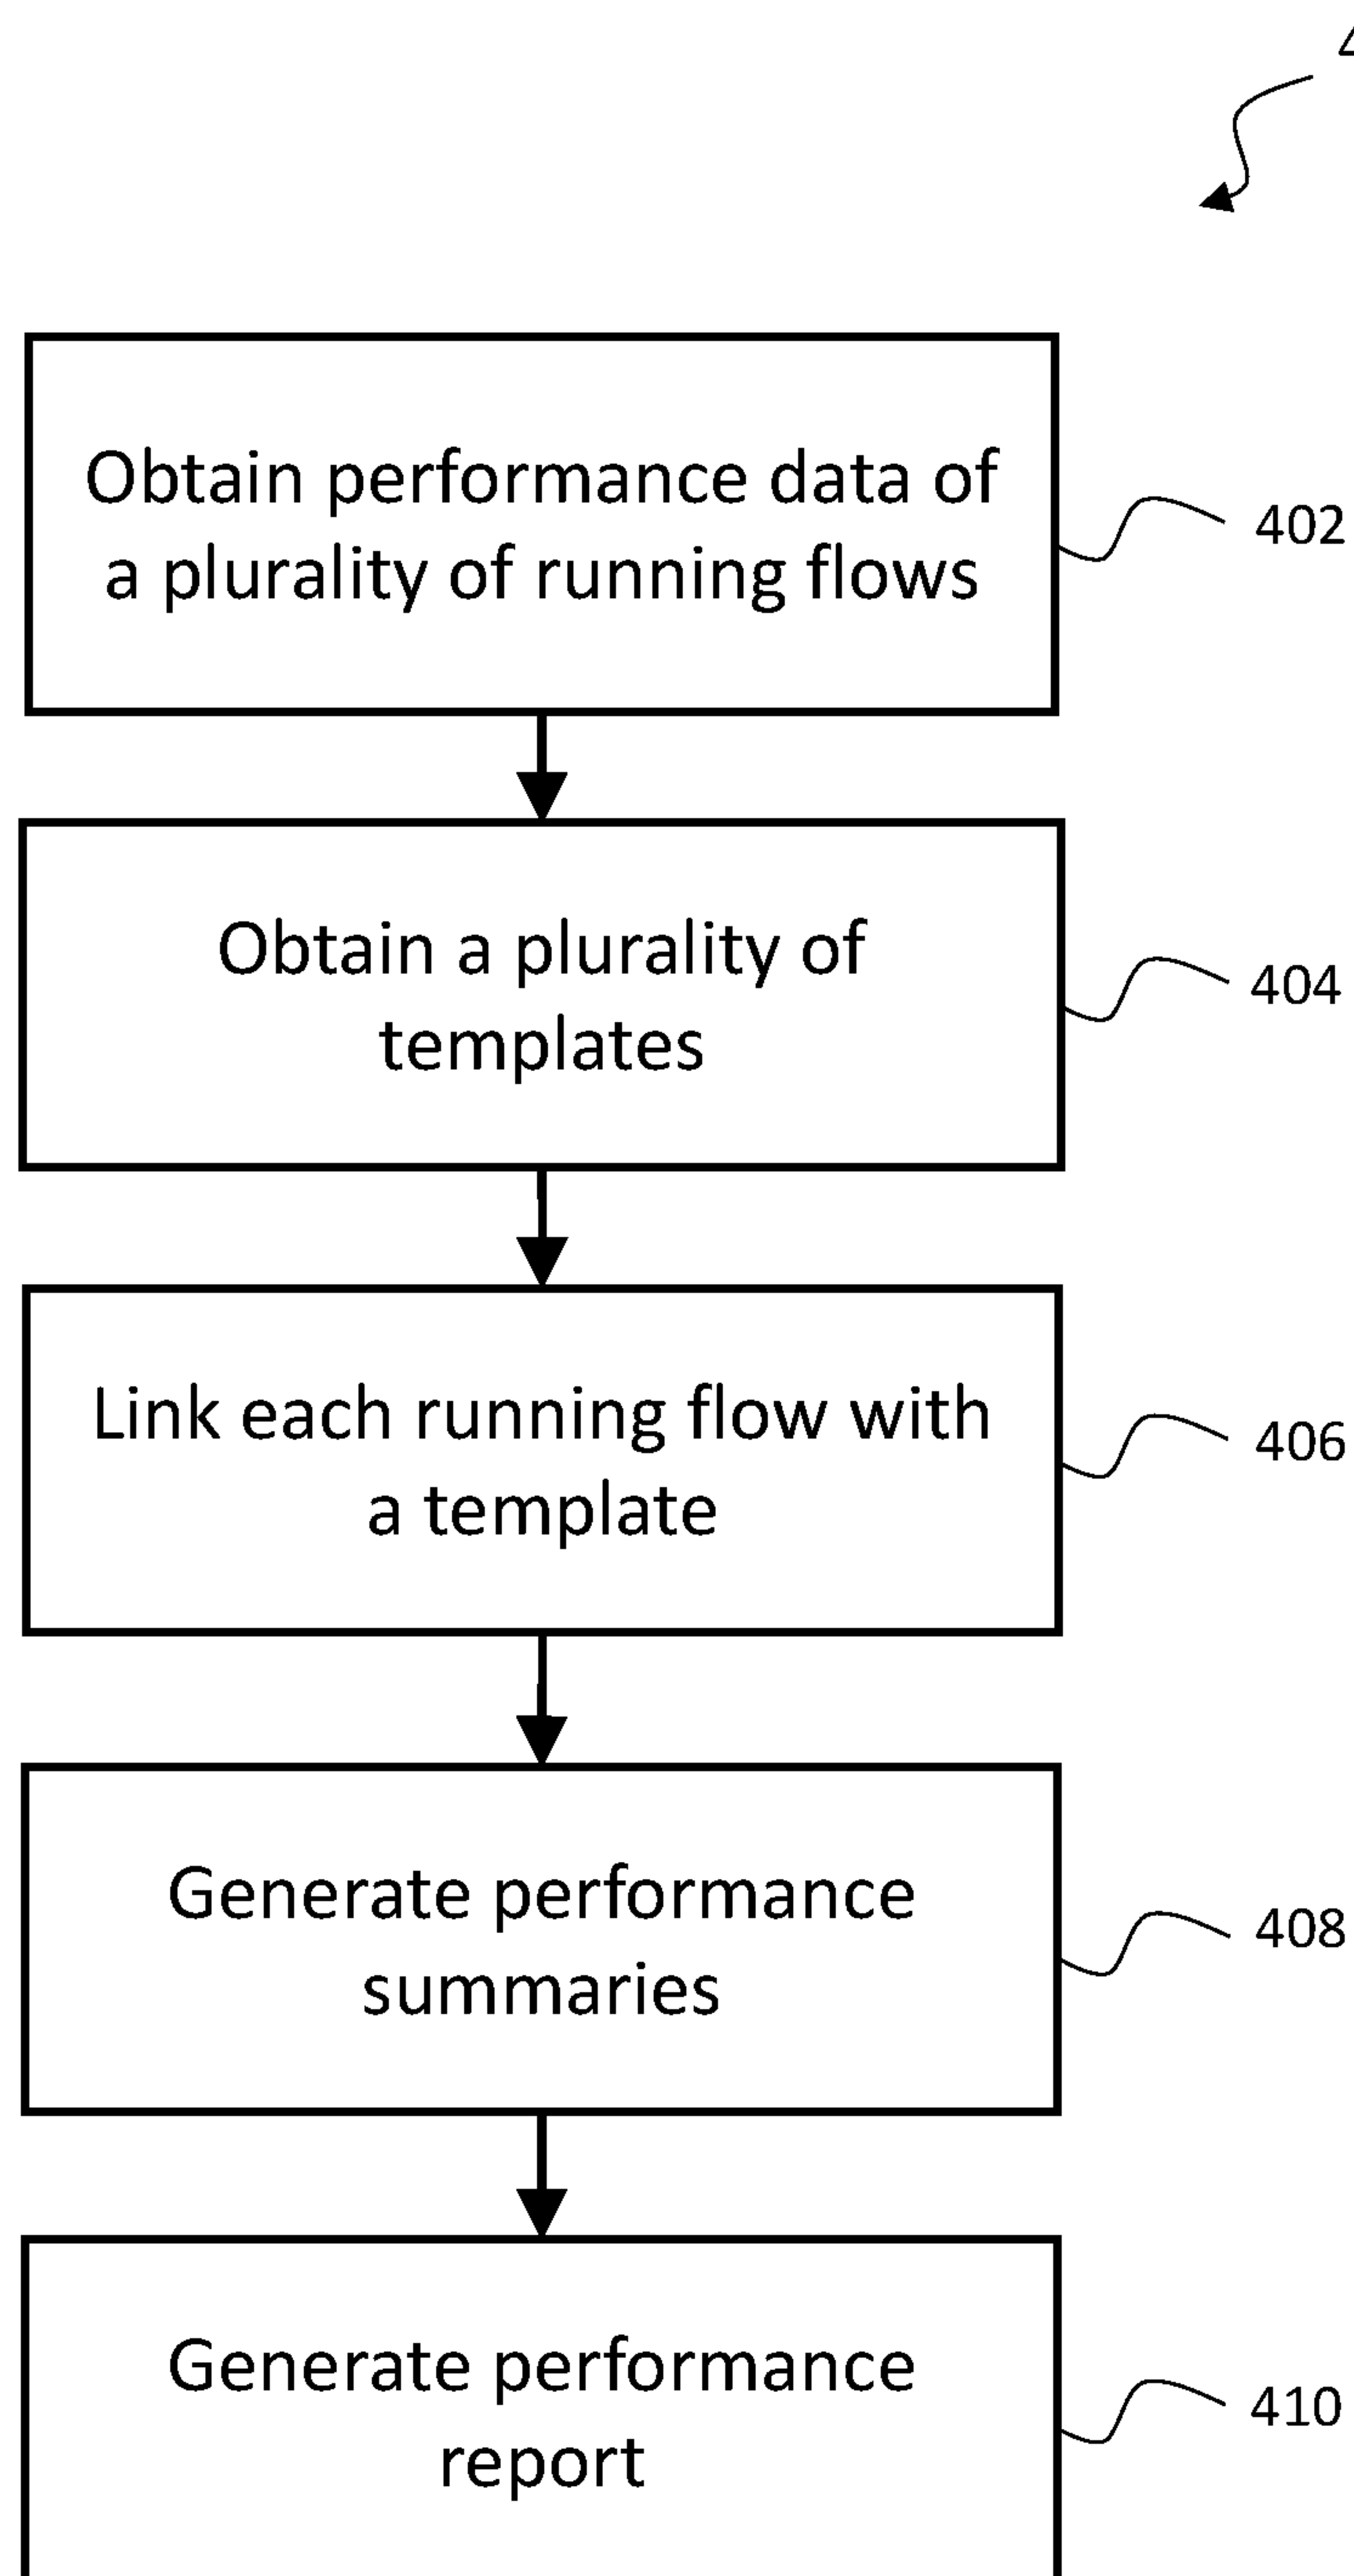 Obtain performance data of
a plurality of running flows
402
Obtain a plurality of
templates
404
Link each running flow with
a template
406
Generate performance
summaries
408
Generate performance
report
410